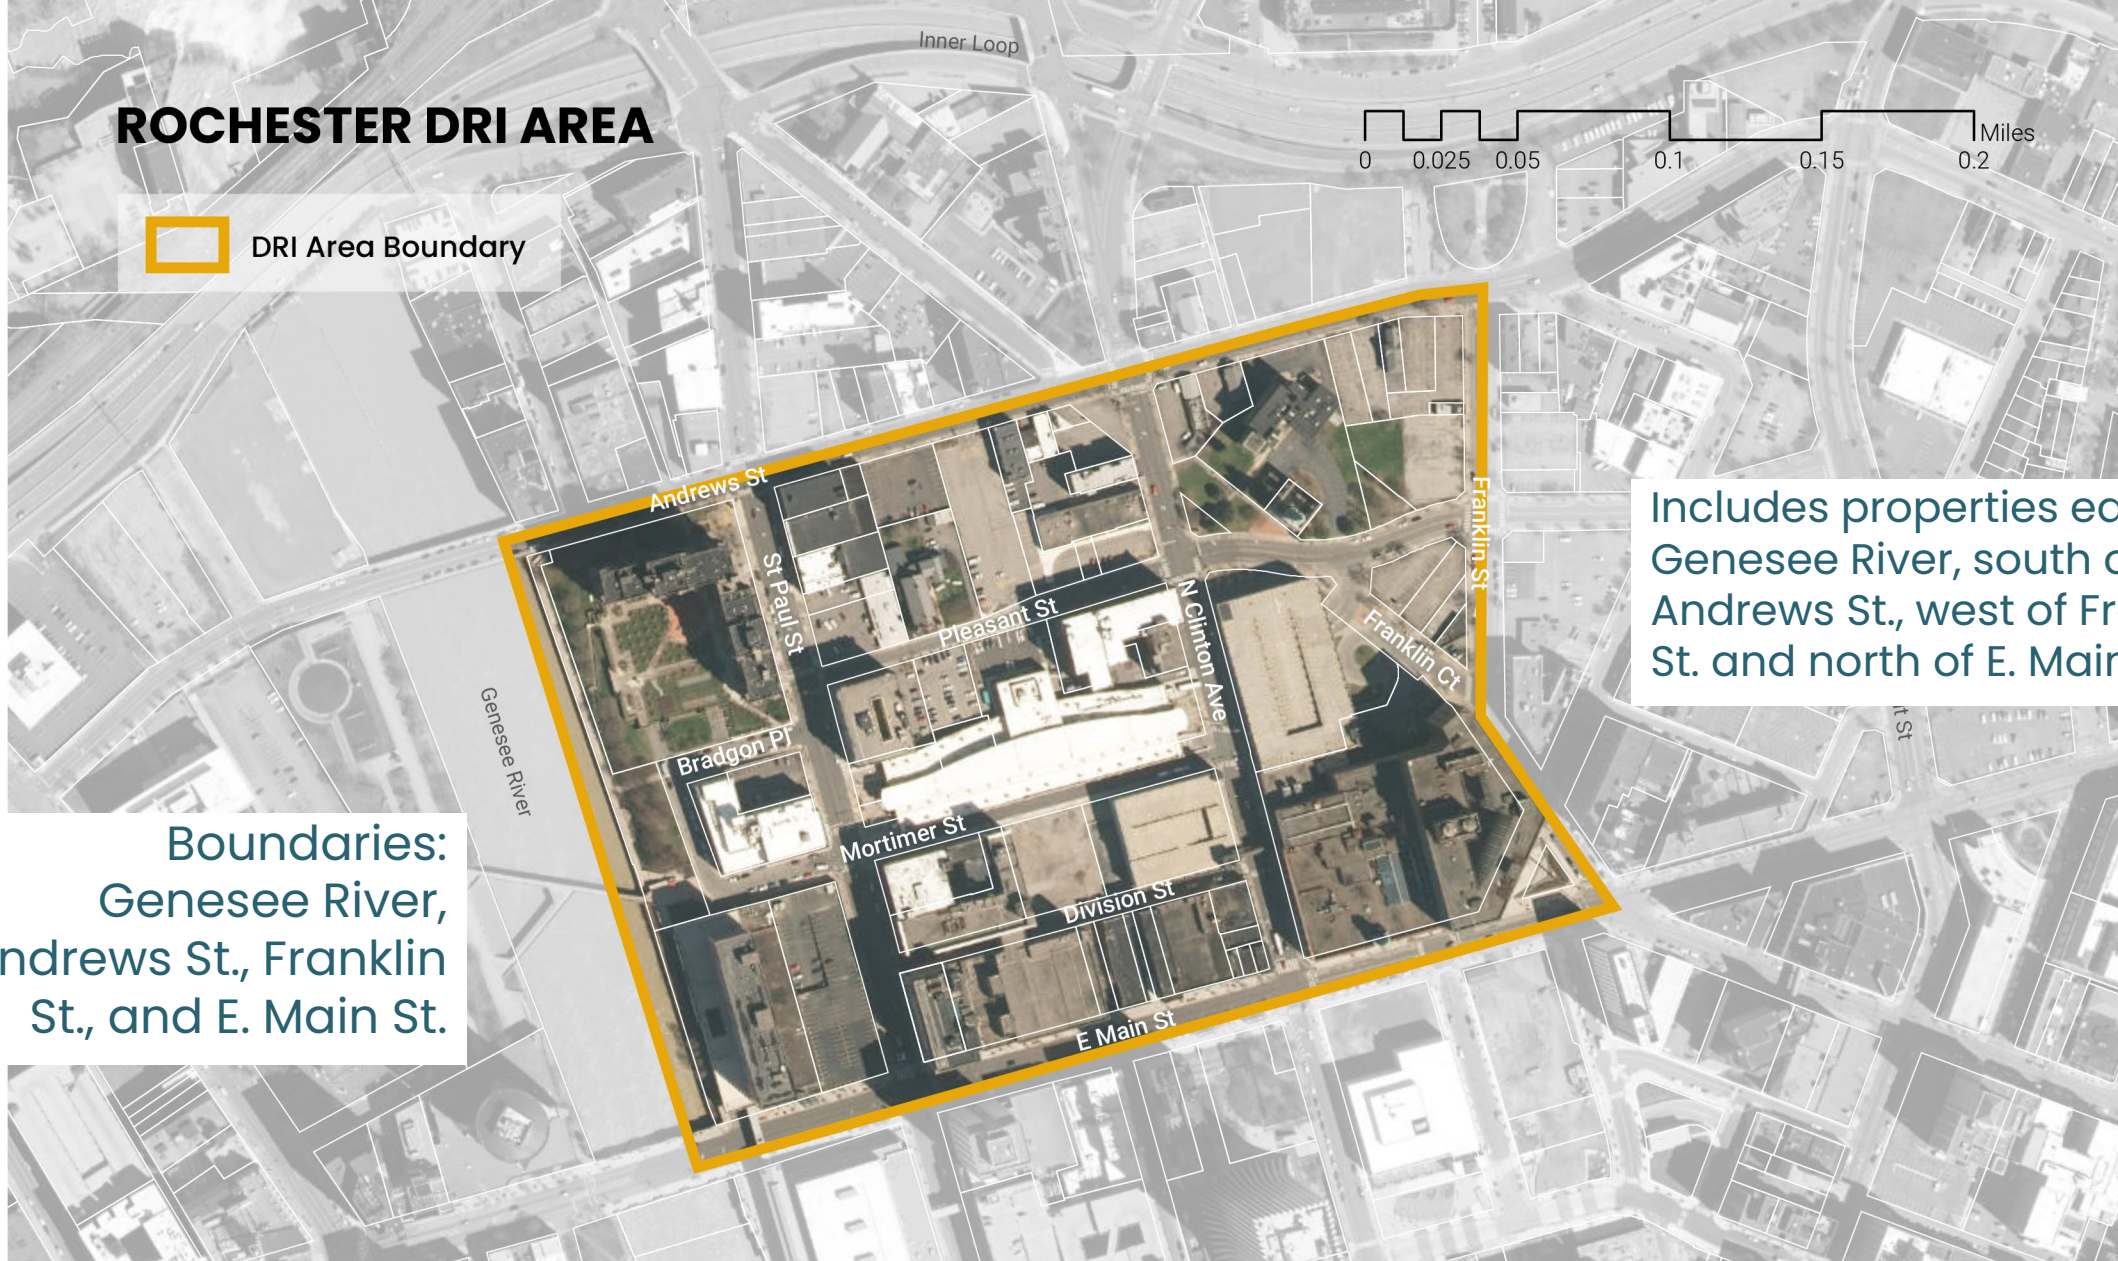 Inner Loop
ROCHESTER DRI AREA
DRI Area Boundary
Miles
0 0.025 0.05 0.1 0.15 0.2
Andrews St
St Paul St
Pleasant St
N Clinton Ave
Franklin St
Franklin Ct
Bradgon Pl
Genesee River
Mortimer St
Division St
E Main St
Includes properties
Genesee River, south
Andrews St., west of
St. and north of E.
St
Boundaries:
Genesee River,
ndrews St., Franklin
St., and E. Main St.